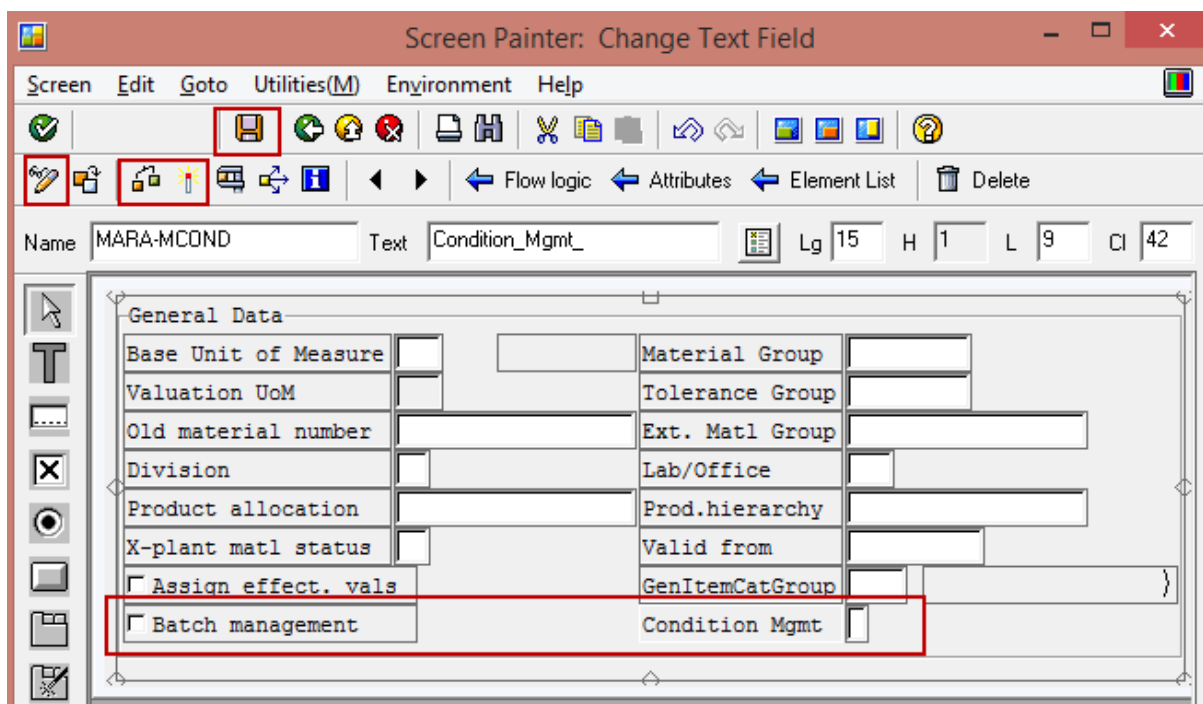 Screen Painter: Change Text Field
Screen Edit Goto Utilities(M) Environment Help
Flow logic Attributes Element List Delete
Name MARA-MCOND Text Condition_Mgmt_ Lg 15 H 1 L 9 Cl 42
General Data
Base Unit of Measure Material Group
Valuation UoM Tolerance Group
Old material number Ext. Matl Group
Division Lab/Office
Product allocation Prod.hierarchy
X-plant matl status Valid from
Assign effect. vals GenItemCatGroup }
Batch management Condition Mgmt